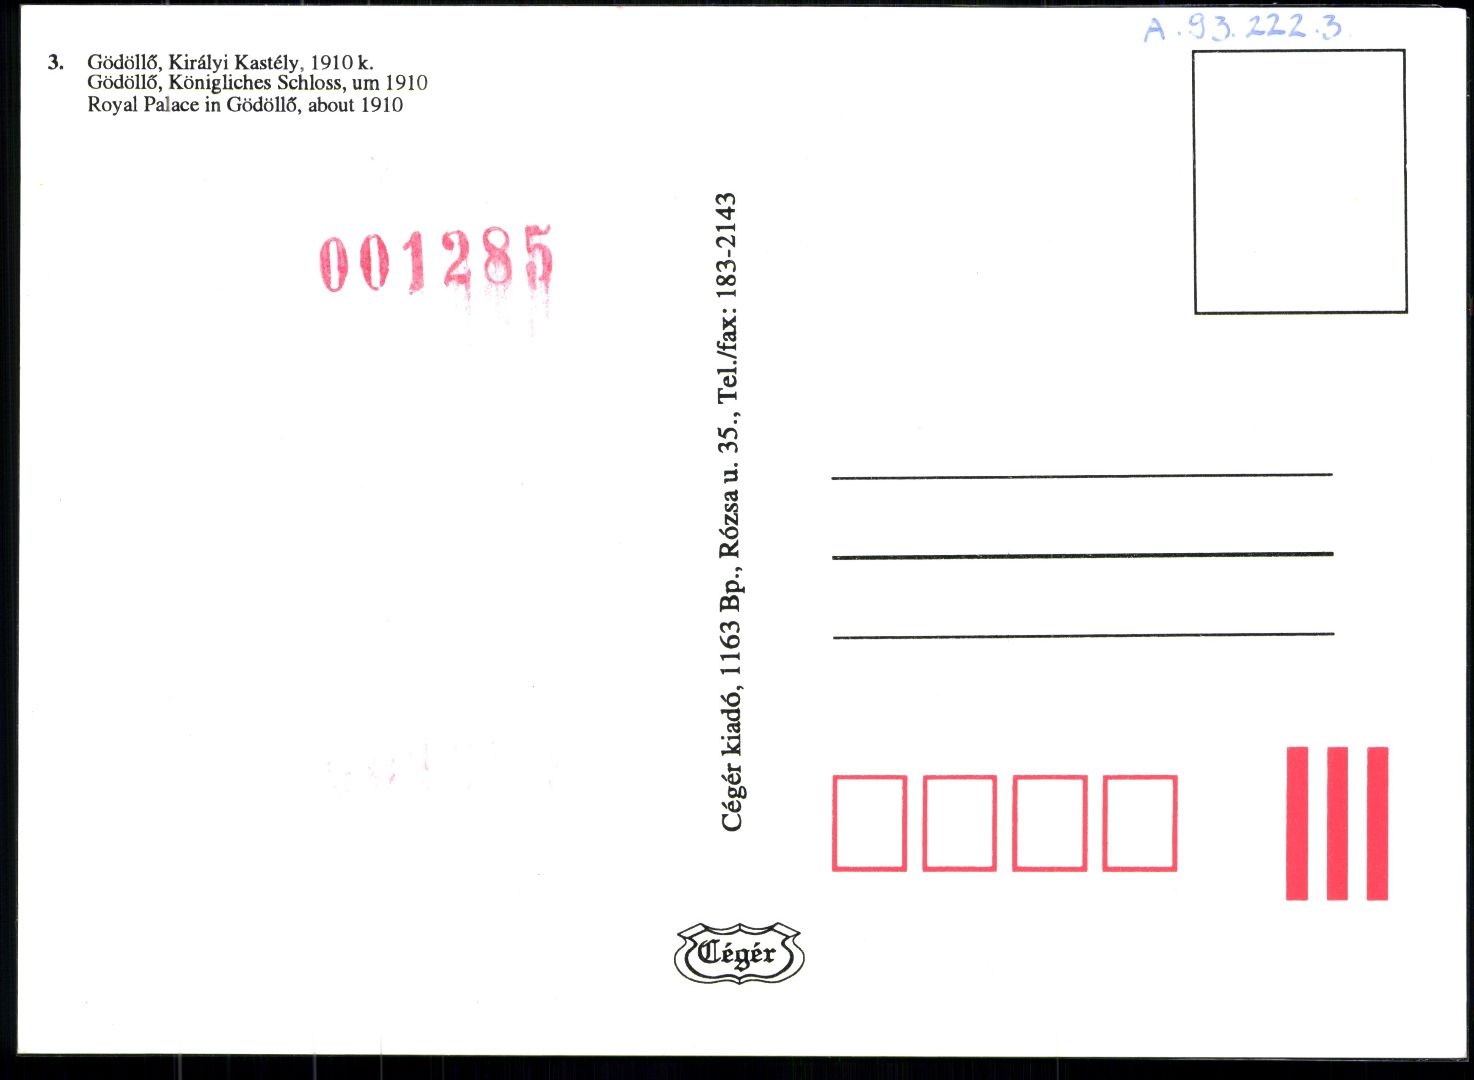 A.93.222.3.
3. Gödöllő, Királyi Kastély, 1910 k.
Gödöllő, Königliches Schloss, um 1910
Royal Palace in Gödöllő, about 1910
001285
Cégér kiadó, 1163 Bp., Rózsa u. 35., Tel./fax: 183-2143
Cégér